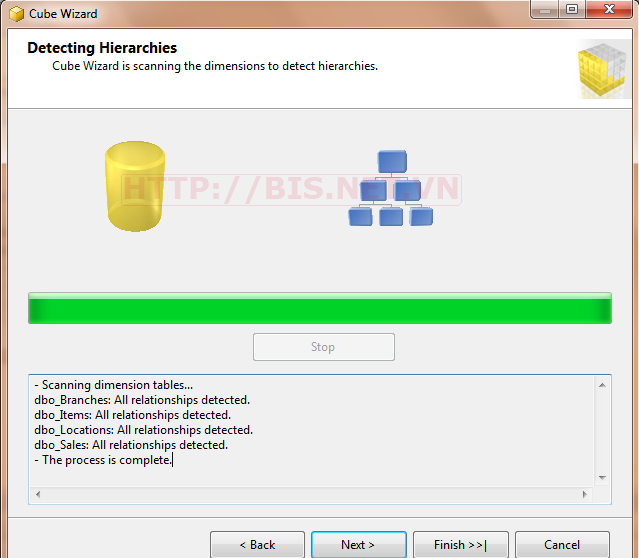 Cube Wizard
Detecting Hierarchies
Cube Wizard is scanning the dimensions to detect hierarchies.
HTTP://BIS.NET.VN
Stop
- Scanning dimension tables...
dbo_Branches: All relationships detected.
dbo_Items: All relationships detected.
dbo_Locations: All relationships detected.
dbo_Sales: All relationships detected.
- The process is complete.
< Back
Next >
Finish >>|
Cancel